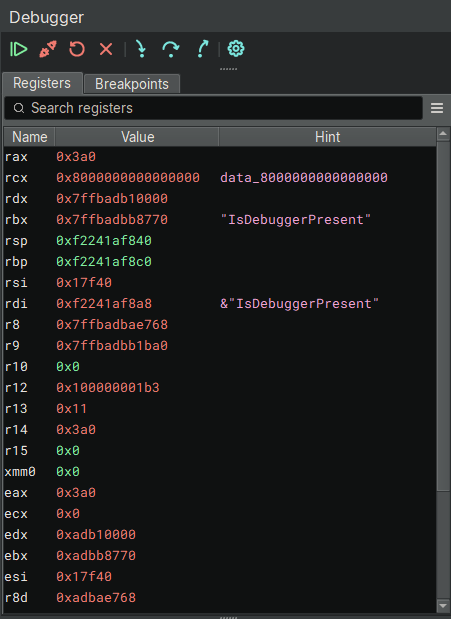 Debugger
Registers Breakpoints
Search registers
Name Value Hint
rax 0x3a0
rcx 0x8000000000000000 data_8000000000000000
rdx 0x7ffbadb10000
rbx 0x7ffbadbb8770 "IsDebuggerPresent"
rsp 0xf2241af840
rbp 0xf2241af8c0
rsi 0x17f40
rdi 0xf2241af8a8 &"IsDebuggerPresent"
r8 0x7ffbadbae768
r9 0x7ffbadbb1ba0
r10 0x0
r12 0x100000001b3
r13 0x11
r14 0x3a0
r15 0x0
xmm0 0x0
eax 0x3a0
ecx 0x0
edx 0xadb10000
ebx 0xadbb8770
esi 0x17f40
r8d 0xadbae768